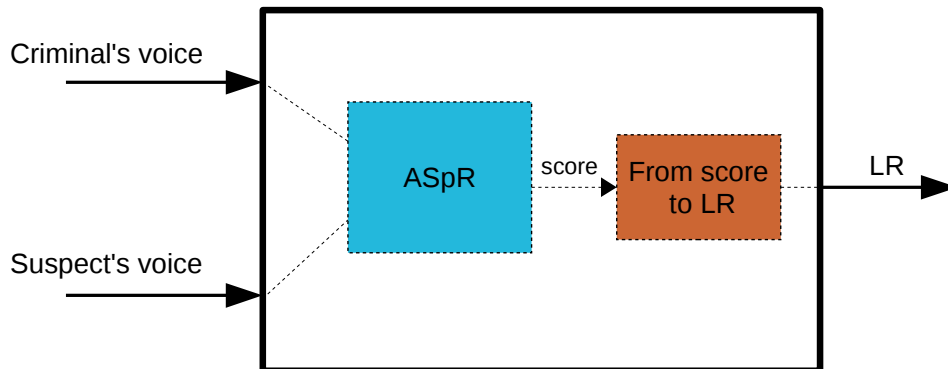 Criminal's voice
Suspect's voice
ASpR
score
From score
to LR
LR